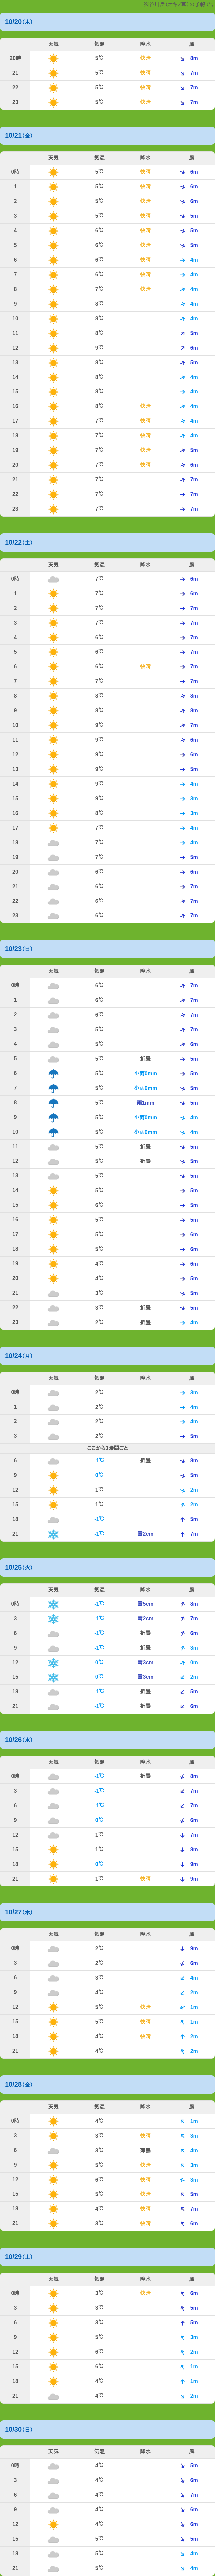 10/20(木)
天気 気温 降水 風
20時 5℃ 快晴 8m
21 5℃ 快晴 7m
22 5℃ 快晴 7m
23 5℃ 快晴 7m
10/21(金)
天気 気温 降水 風
0時 5℃ 快晴 6m
1 5℃ 快晴 6m
2 5℃ 快晴 6m
3 5℃ 快晴 5m
4 6℃ 快晴 5m
5 6℃ 快晴 5m
6 6℃ 快晴 4m
7 6℃ 快晴 4m
8 7℃ 快晴 4m
9 8℃ 4m
10 8℃ 4m
11 8℃ 5m
12 9℃ 6m
13 8℃ 5m
14 8℃ 4m
15 8℃ 4m
16 8℃ 快晴 4m
17 7℃ 快晴 4m
18 7℃ 快晴 4m
19 7℃ 快晴 5m
20 7℃ 快晴 6m
21 7℃ 7m
22 7℃ 7m
23 7℃ 7m
10/22(土)
天気 気温 降水 風
0時 7℃ 6m
1 7℃ 6m
2 7℃ 7m
3 7℃ 7m
4 6℃ 7m
5 6℃ 7m
6 6℃ 快晴 7m
7 7℃ 7m
8 8℃ 8m
9 8℃ 8m
10 9℃ 7m
11 9℃ 6m
12 9℃ 6m
13 9℃ 5m
14 9℃ 4m
15 9℃ 3m
16 8℃ 3m
17 7℃ 4m
18 7℃ 4m
19 7℃ 5m
20 6℃ 6m
21 6℃ 7m
22 6℃ 7m
23 6℃ 7m
10/23(日)
天気 気温 降水 風
0時 6℃ 7m
1 6℃ 7m
2 5℃ 7m
3 5℃ 7m
4 5℃ 6m
5 5℃ 折曇 5m
6 5℃ 小雨0mm 5m
7 5℃ 小雨0mm 5m
8 5℃ 雨1mm 5m
9 5℃ 小雨0mm 4m
10 5℃ 小雨0mm 4m
11 5℃ 折曇 5m
12 5℃ 折曇 5m
13 5℃ 5m
14 5℃ 5m
15 6℃ 5m
16 5℃ 5m
17 5℃ 6m
18 5℃ 6m
19 4℃ 6m
20 4℃ 5m
21 3℃ 5m
22 3℃ 折曇 5m
23 2℃ 折曇 4m
10/24(月)
天気 気温 降水 風
0時 2℃ 3m
1 2℃ 4m
2 2℃ 4m
3 2℃ 5m
ここから3時間ごと
6 -1℃ 折曇 8m
9 0℃ 5m
12 1℃ 2m
15 1℃ 2m
18 -1℃ 5m
21 -1℃ 雪2cm 7m
10/25(火)
天気 気温 降水 風
0時 -1℃ 雪5cm 8m
3 -1℃ 雪2cm 7m
6 -1℃ 折曇 6m
9 -1℃ 折曇 3m
12 0℃ 雪3cm 0m
15 0℃ 雪3cm 2m
18 -1℃ 折曇 5m
21 -1℃ 折曇 6m
10/26(水)
天気 気温 降水 風
0時 -1℃ 折曇 8m
3 -1℃ 7m
6 -1℃ 7m
9 0℃ 6m
12 1℃ 7m
15 1℃ 8m
18 0℃ 9m
21 1℃ 快晴 9m
10/27(木)
天気 気温 降水 風
0時 2℃ 9m
3 2℃ 6m
6 3℃ 4m
9 4℃ 2m
12 5℃ 快晴 1m
15 5℃ 快晴 1m
18 4℃ 快晴 2m
21 4℃ 2m
10/28(金)
天気 気温 降水 風
0時 4℃ 1m
3 3℃ 快晴 3m
6 3℃ 薄曇 4m
9 5℃ 快晴 3m
12 6℃ 快晴 3m
15 5℃ 快晴 5m
18 4℃ 快晴 7m
21 3℃ 快晴 6m
10/29(土)
天気 気温 降水 風
0時 3℃ 快晴 6m
3 3℃ 5m
6 3℃ 5m
9 5℃ 3m
12 6℃ 2m
15 6℃ 1m
18 4℃ 1m
21 4℃ 2m
10/30(日)
天気 気温 降水 風
0時 4℃ 5m
3 4℃ 6m
6 4℃ 7m
9 4℃ 6m
12 4℃ 6m
15 5℃ 5m
18 5℃ 4m
21 5℃ 4m